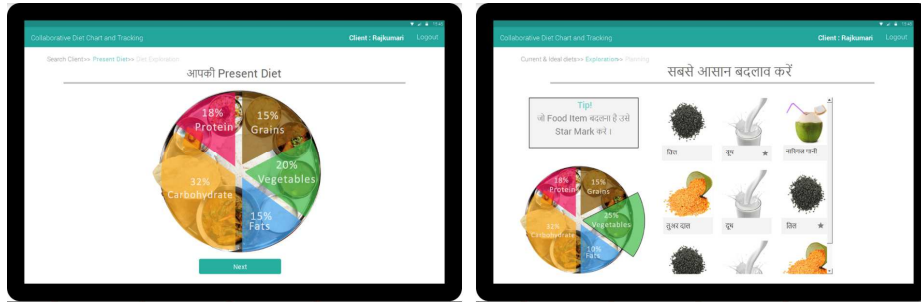 Collaborative Diet Chart and Tracking
Client : Rajkumari
Logout
Search Client>> Present Diet>> Diet Exploration
आपकी Present Diet
18%
Protein
15%
Grains
20%
Vegetables
32%
Carbohydrate
15%
Fats
Next
Collaborative Diet Chart and Tracking
Client : Rajkumari
Logout
Current & Ideal diets>> Exploration>> Planning
सबसे आसान बदलाव करें
Tip!
जो Food Item बदलना है उसे
Star Mark करें ।
18%
Protein
15%
Grains
25%
Vegetables
32%
Carbohydrate
10%
Fats
तिल
दूध
नारियल पानी
तुअर दाल
दूध
तिल